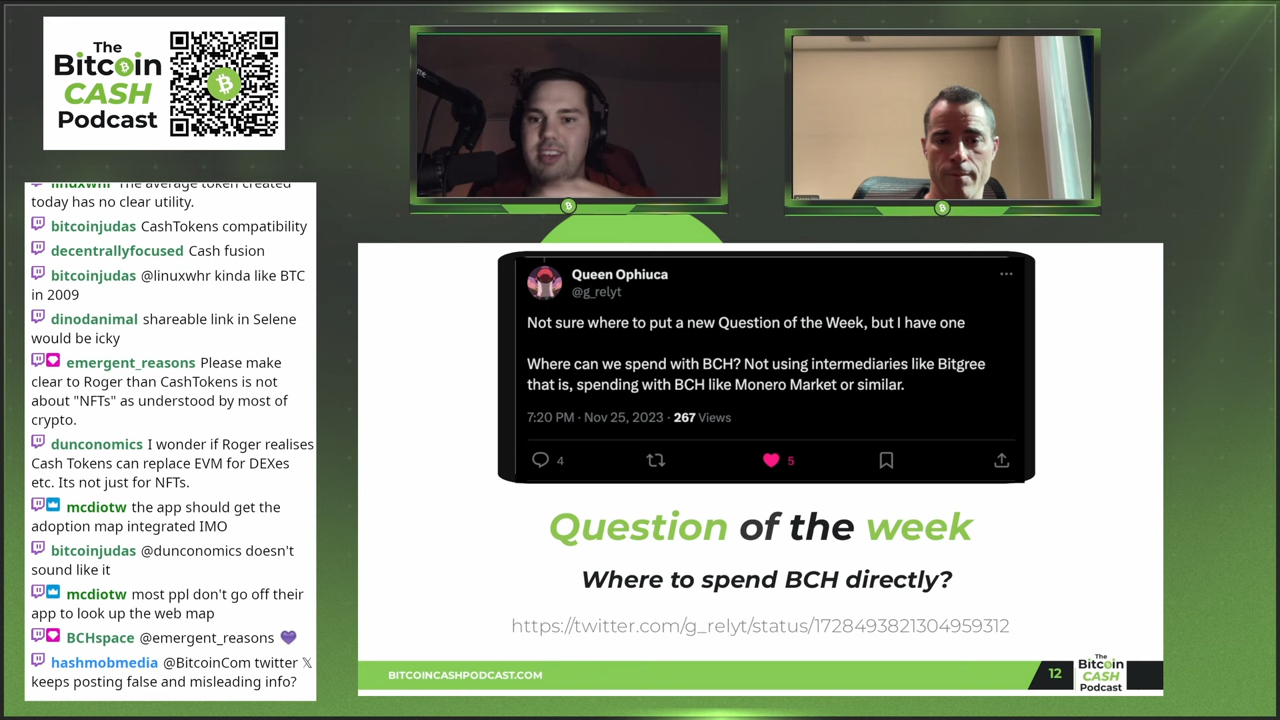 The
Bitcoin
CASH
Podcast
linuxwhr The average token created
today has no clear utility.
bitcoinjudas CashTokens compatibility
decentrallyfocused Cash fusion
bitcoinjudas @linuxwhr kinda like BTC
in 2009
dinodanimal shareable link in Selene
would be icky
emergent_reasons Please make
clear to Roger than CashTokens is not
about "NFTs" as understood by most of
crypto.
dunconomics I wonder if Roger realises
Cash Tokens can replace EVM for DEXes
etc. Its not just for NFTs.
mcdiotw the app should get the
adoption map integrated IMO
bitcoinjudas @dunconomics doesn't
sound like it
mcdiotw most ppl don't go off their
app to look up the web map
BCHspace @emergent_reasons 💜
hashmobmedia @BitcoinCom twitter 𝕏
keeps posting false and misleading info?
Queen Ophiuca
@g_relyt
Not sure where to put a new Question of the Week, but I have one
Where can we spend with BCH? Not using intermediaries like Bitgree
that is, spending with BCH like Monero Market or similar.
7:20 PM · Nov 25, 2023 · 267 Views
4 5
Question of the week
Where to spend BCH directly?
https://twitter.com/g_relyt/status/1728493821304959312
BITCOINCASHPODCAST.COM
12
The
Bitcoin
CASH
Podcast